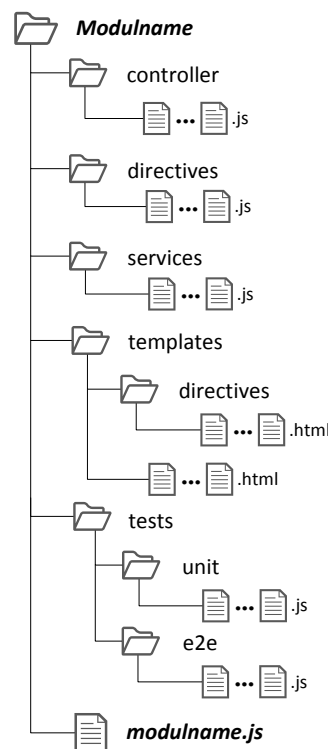 Modulname
controller
... .js
directives
... .js
services
... .js
templates
directives
... .html
... .html
tests
unit
... .js
e2e
... .js
modulname.js